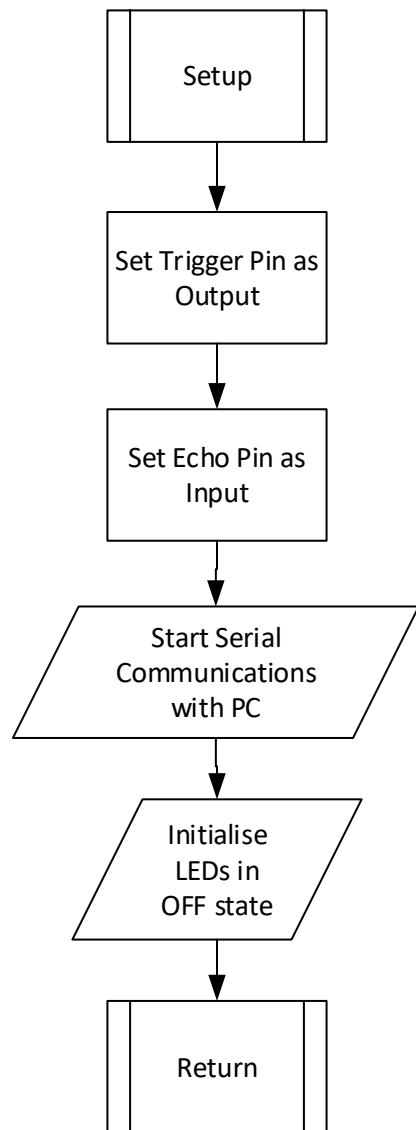 Setup
Set Trigger Pin as
Output
Set Echo Pin as
Input
Start Serial
Communications
with PC
Initialise
LEDs in
OFF state
Return